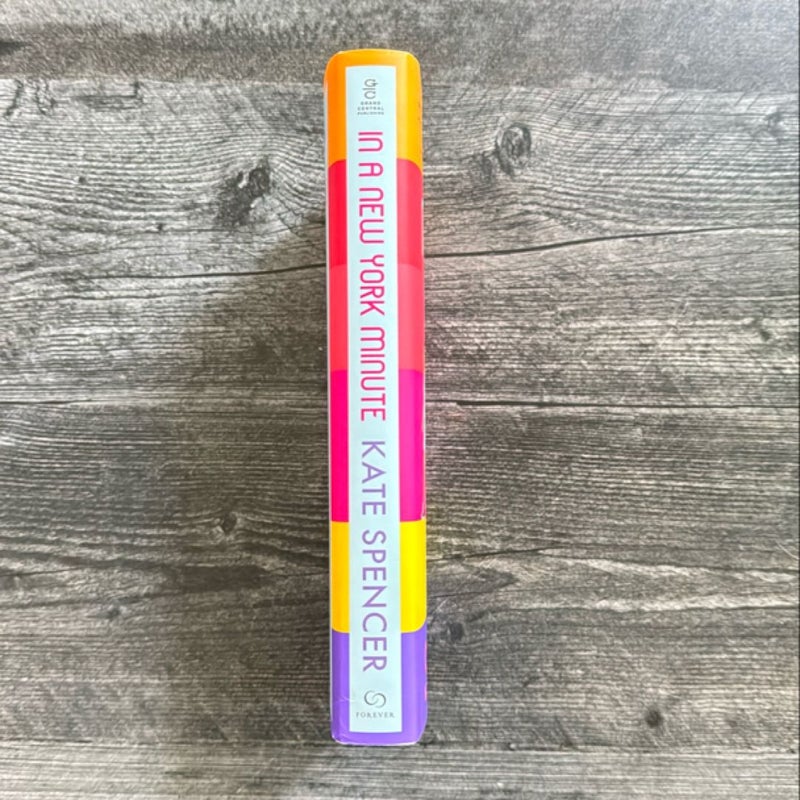 GRAND
CENTRAL
PUBLISHING
IN A NEW YORK MINUTE KATE SPENCER
FOREVER